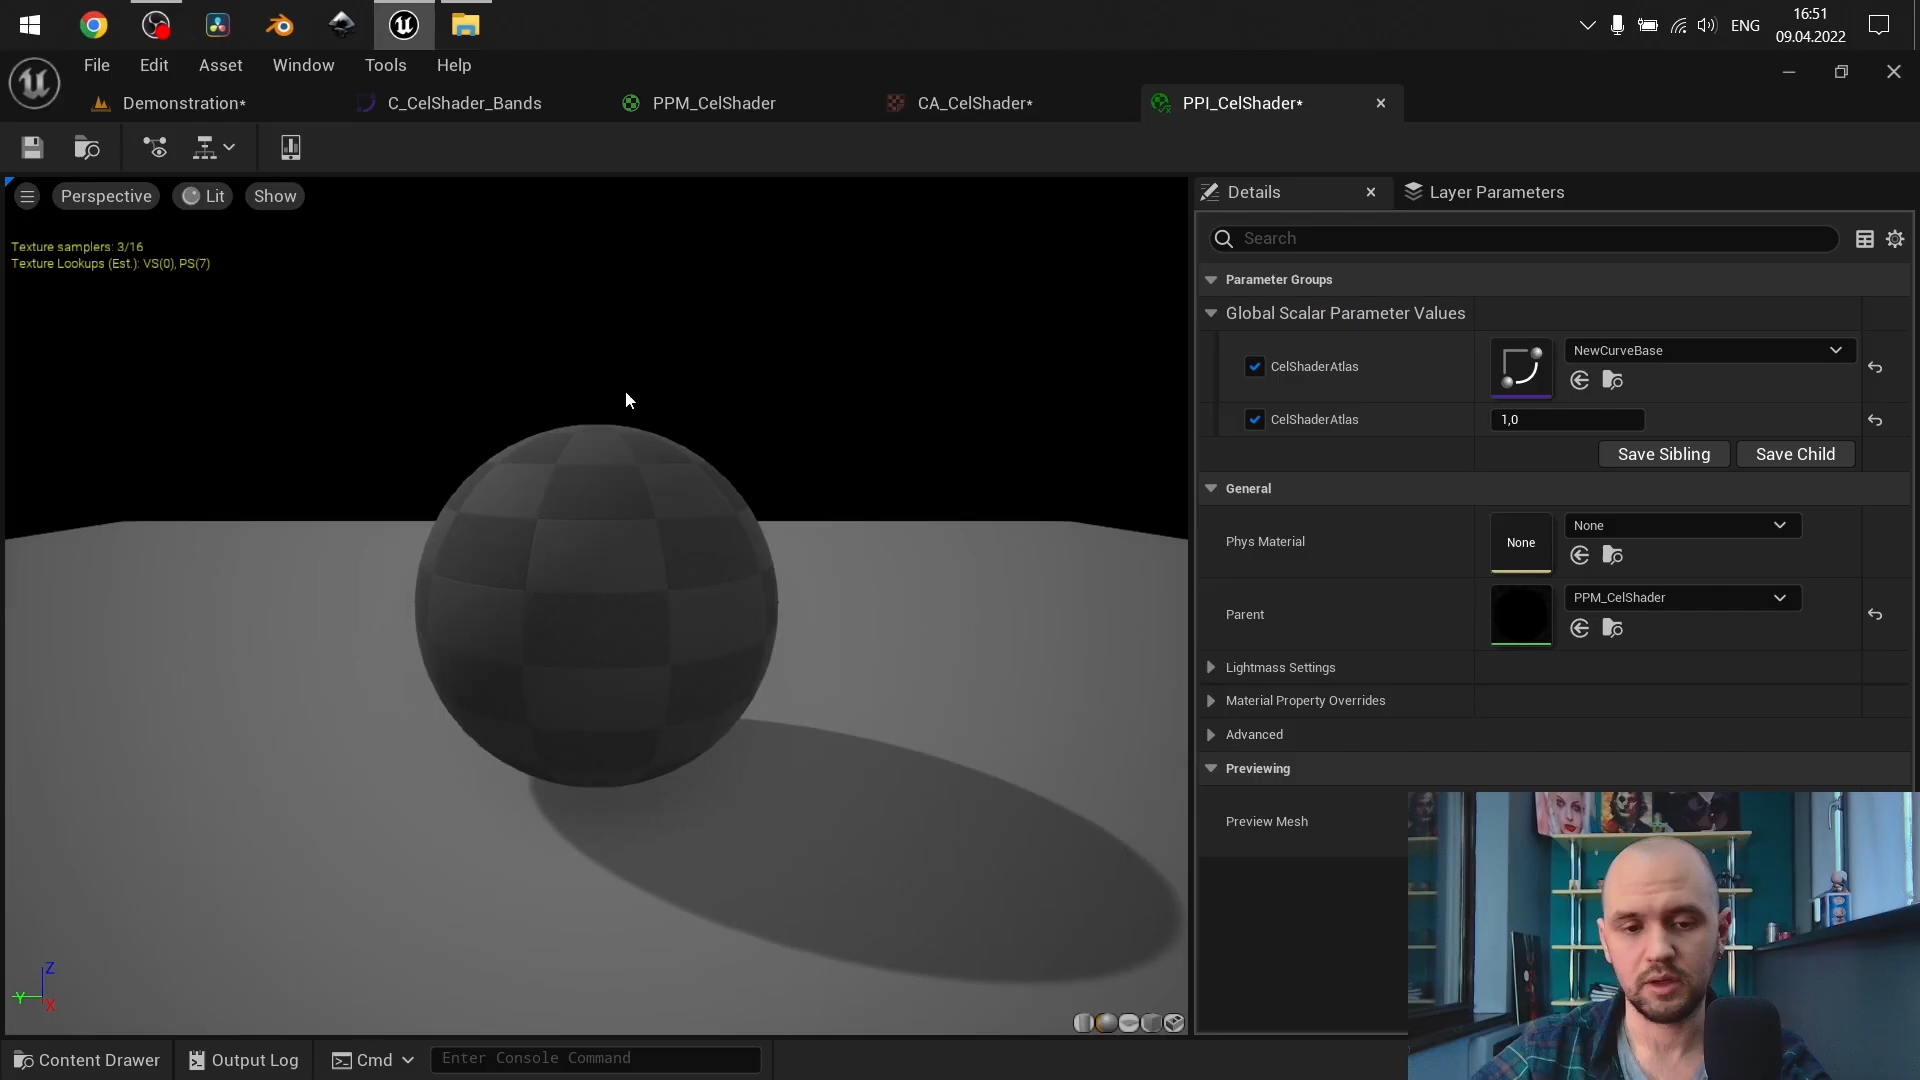 16:51
ENG
09.04.2022
File Edit Asset Window Tools Help
Demonstration* C_CelShader_Bands PPM_CelShader CA_CelShader* PPI_CelShader*
Perspective Lit Show
Details Layer Parameters
Texture samplers: 3/16
Texture Lookups (Est.): VS(0), PS(7)
Search
Parameter Groups
Global Scalar Parameter Values
CelShaderAtlas NewCurveBase
CelShaderAtlas 1,0
Save Sibling Save Child
General
Phys Material None None
Parent PPM_CelShader
Lightmass Settings
Material Property Overrides
Advanced
Previewing
Preview Mesh
Z
Y X
Content Drawer Output Log Cmd Enter Console Command